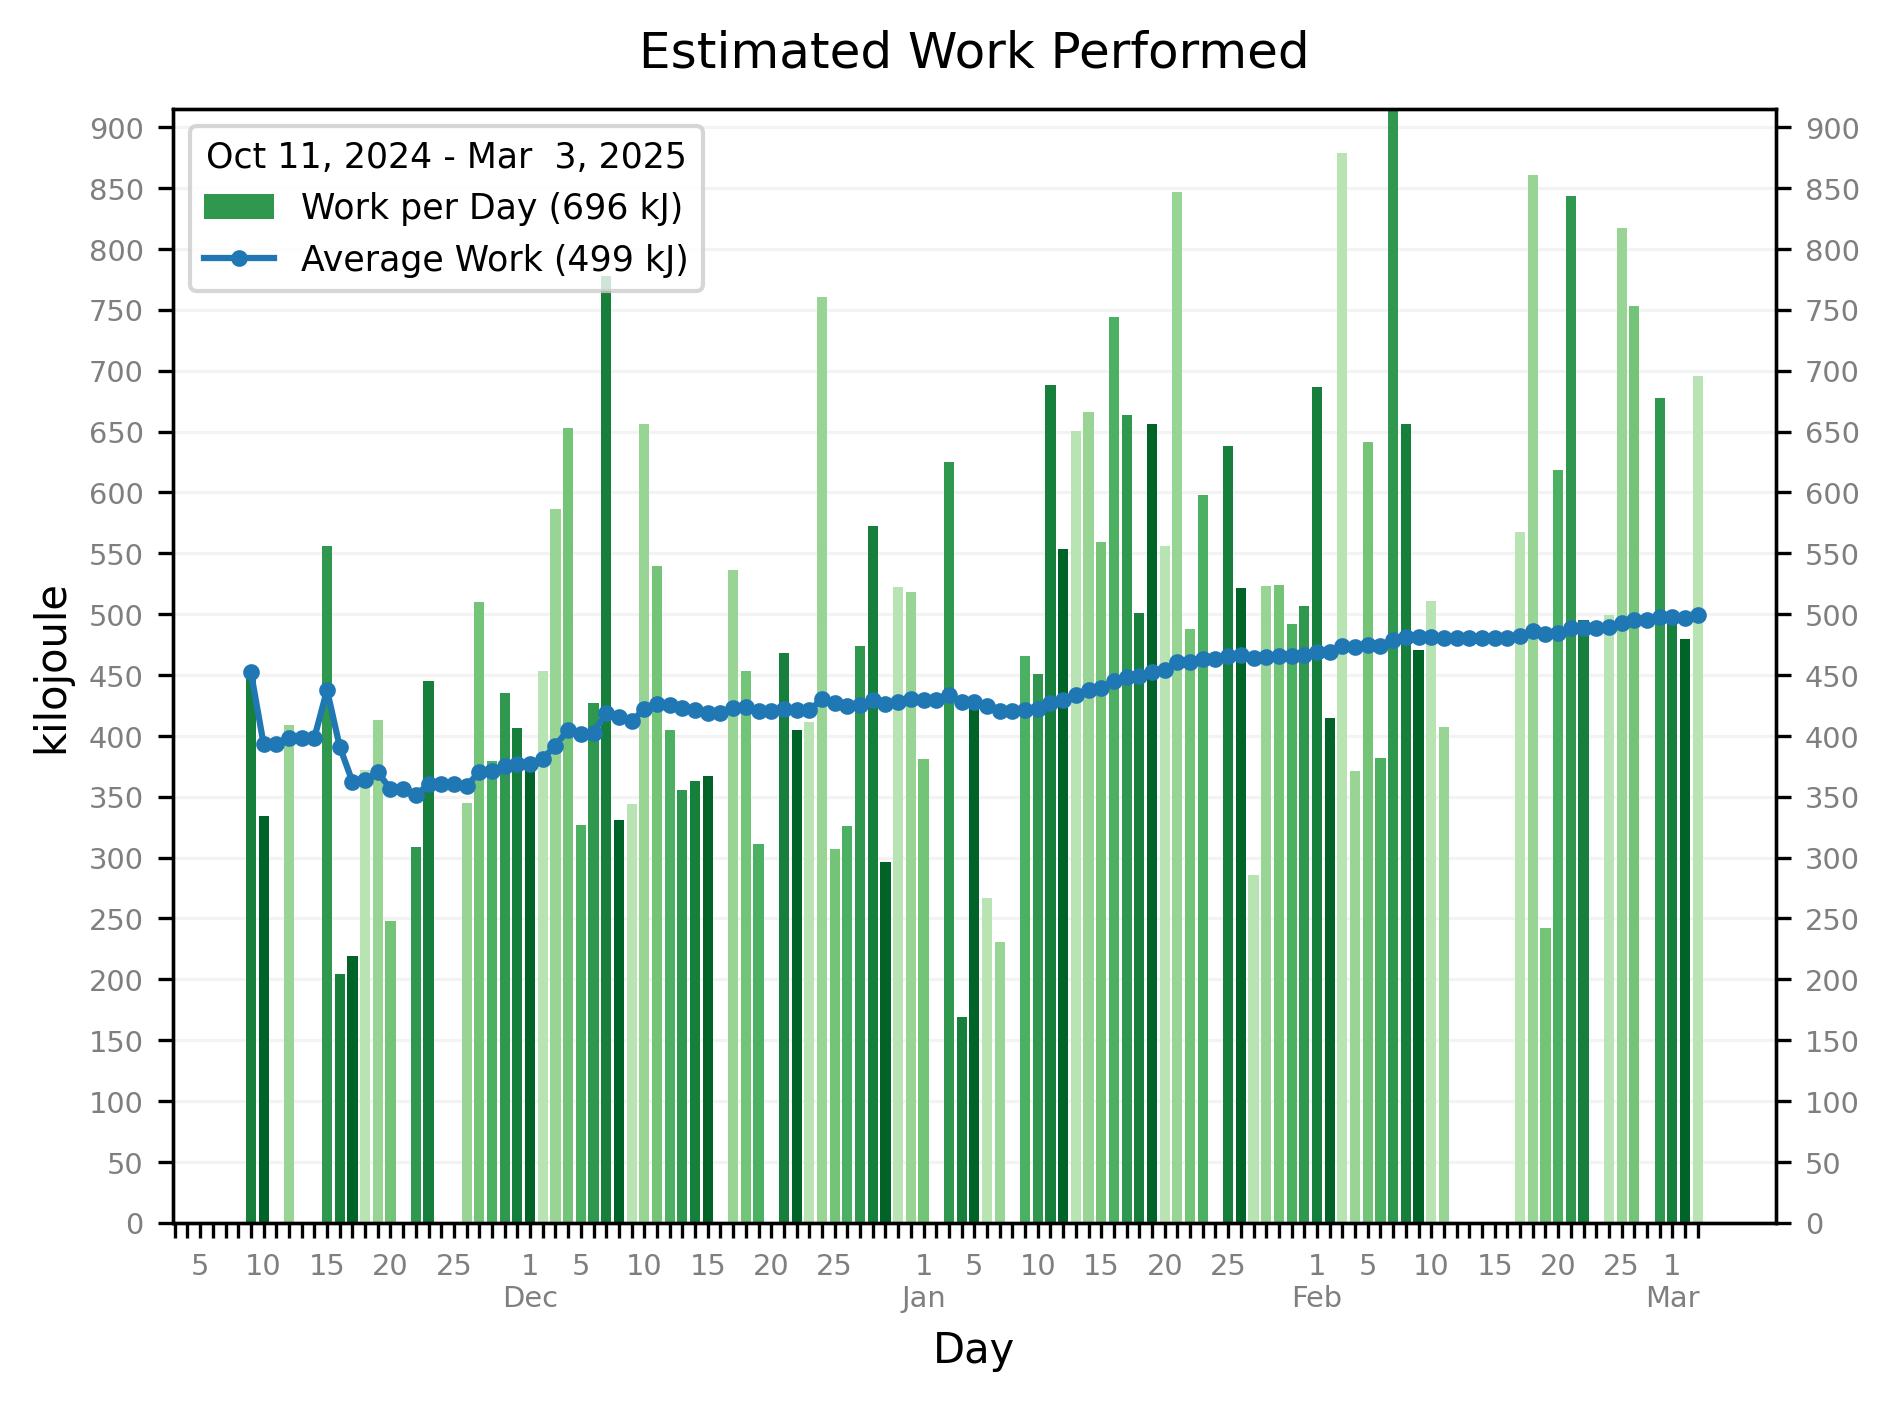 Estimated Work Performed
Oct 11, 2024 - Mar  3, 2025
Work per Day (696 kJ)
Average Work (499 kJ)
900 900
850 850
800 800
750 750
700 700
650 650
600 600
550 550
500 500
450 450
400 400
350 350
300 300
250 250
200 200
150 150
100 100
50 50
0 0
kilojoule
5 10 15 20 25 1 5 10 15 20 25 1 5 10 15 20 25 1 5 10 15 20 25 1
Dec Jan Feb Mar
Day